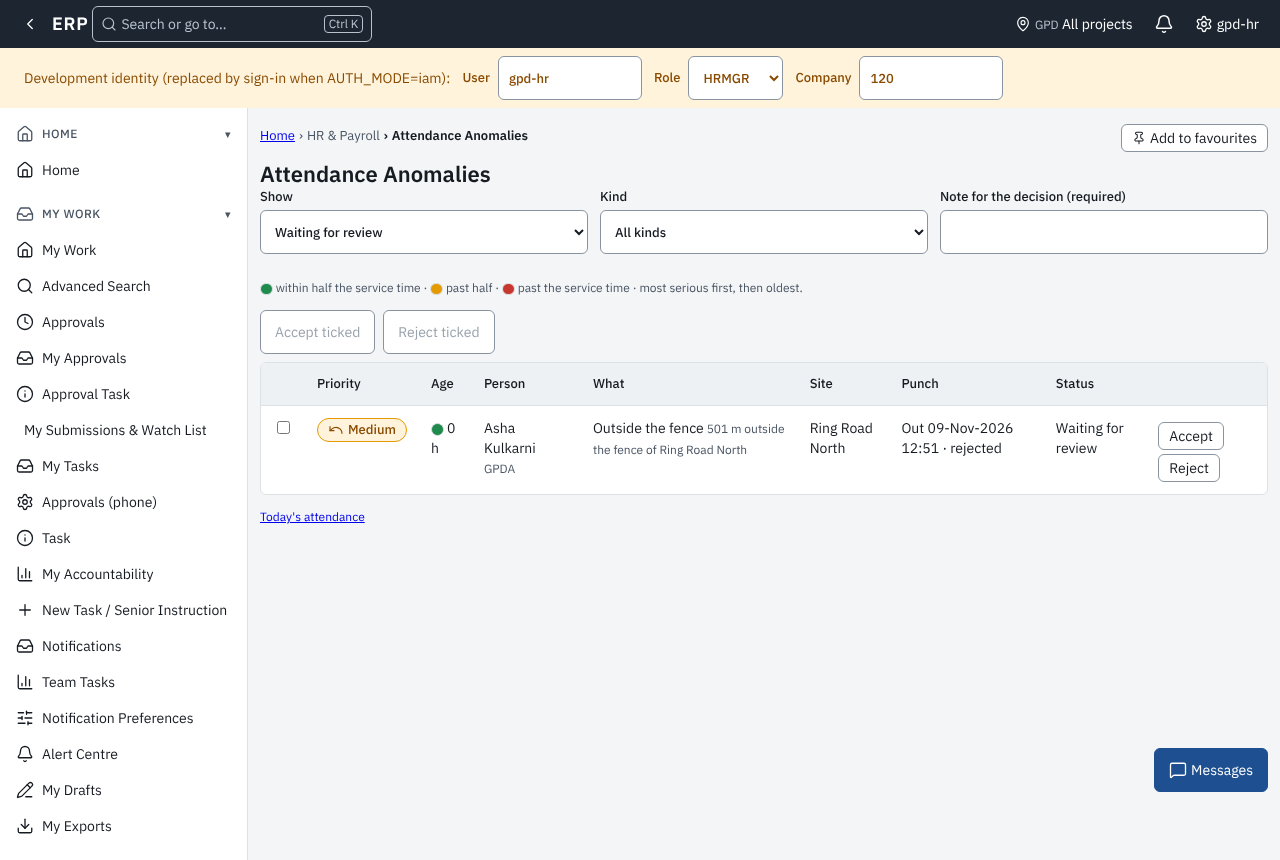 ERP
Search or go to…
Ctrl K
GPD All projects
gpd-hr
Development identity (replaced by sign-in when AUTH_MODE=iam):
User
gpd-hr
Role
HRMGR
Company
120
HOME
Home
MY WORK
My Work
Advanced Search
Approvals
My Approvals
Approval Task
My Submissions & Watch List
My Tasks
Approvals (phone)
Task
My Accountability
New Task / Senior Instruction
Notifications
Team Tasks
Notification Preferences
Alert Centre
My Drafts
My Exports
Home › HR & Payroll › Attendance Anomalies
Add to favourites
Attendance Anomalies
Show
Waiting for review
Kind
All kinds
Note for the decision (required)
within half the service time · past half · past the service time · most serious first, then oldest.
Accept ticked
Reject ticked
Priority Age Person What Site Punch Status
Medium
0
h
Asha
Kulkarni
GPDA
Outside the fence 501 m outside
the fence of Ring Road North
Ring Road
North
Out 09-Nov-2026
12:51 · rejected
Waiting for
review
Accept
Reject
Today's attendance
Messages